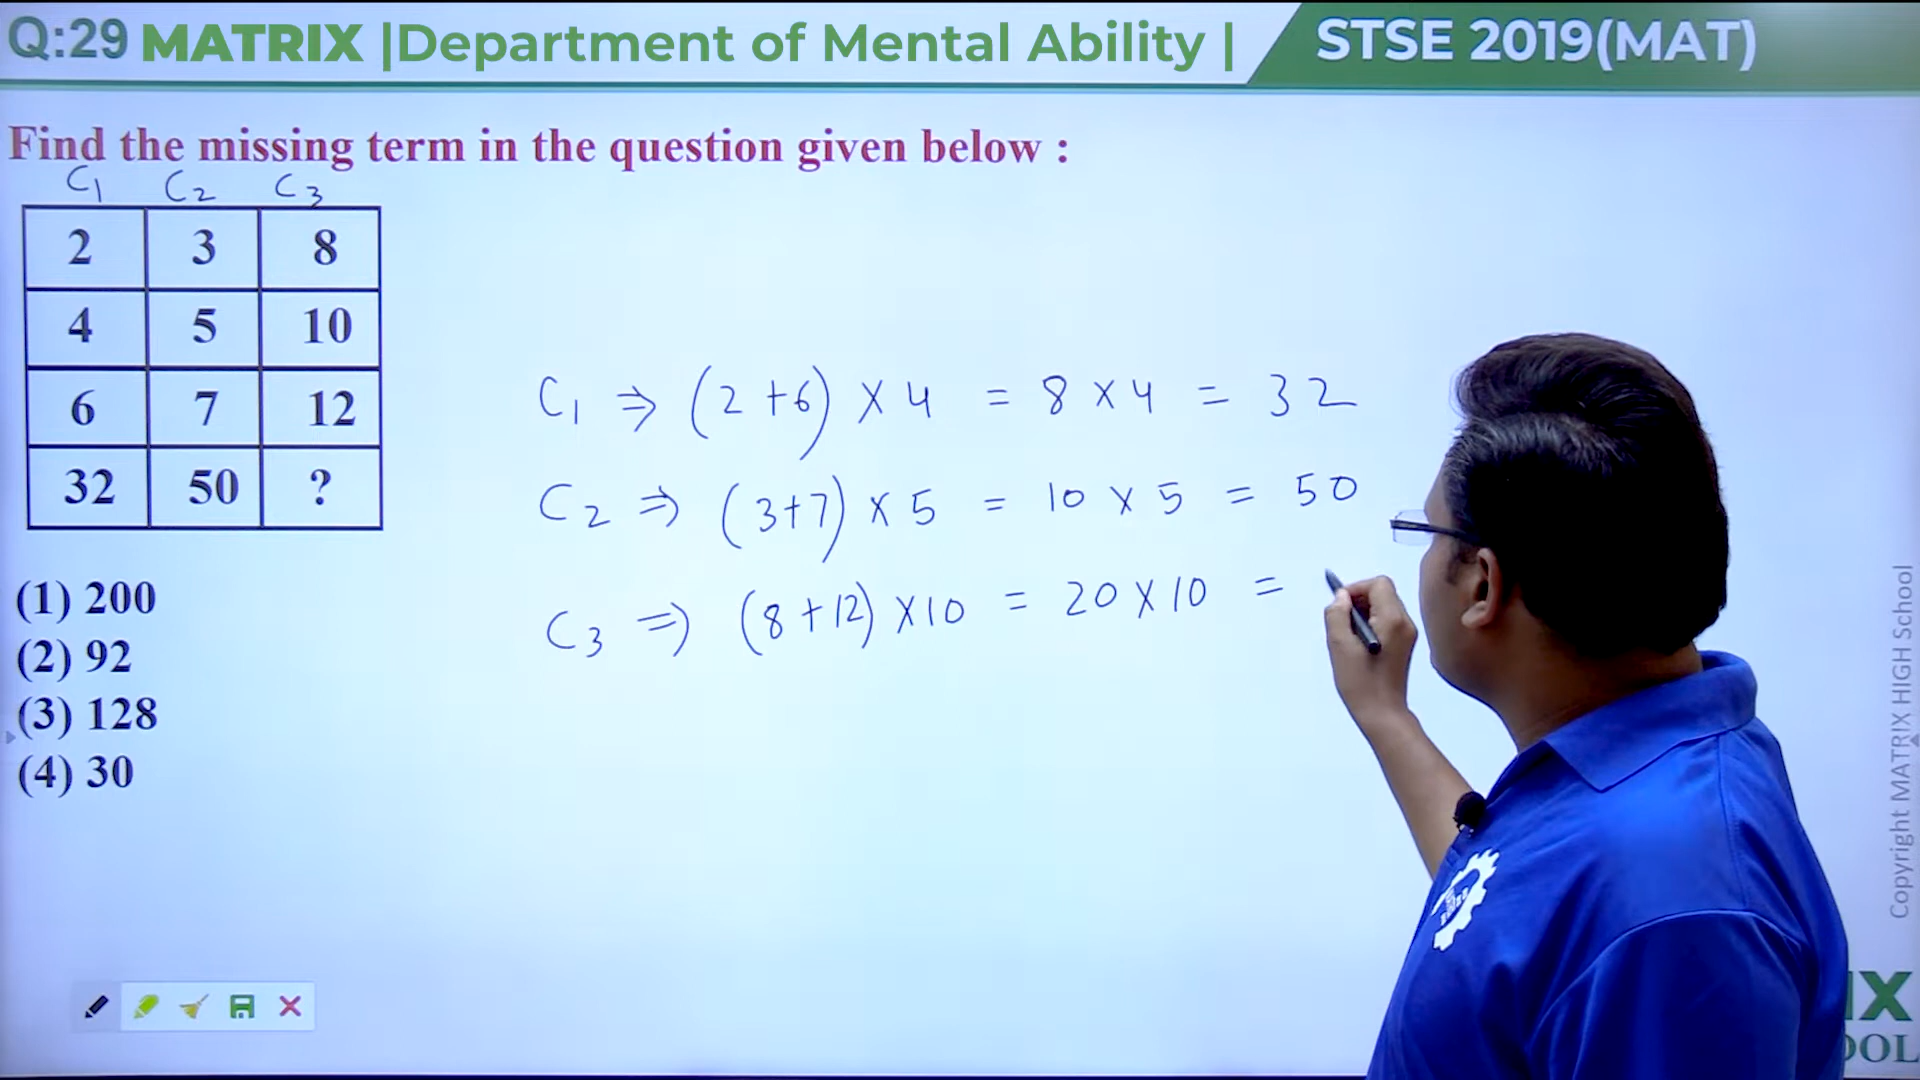 Q:29 MATRIX |Department of Mental Ability | STSE 2019(MAT)
Find the missing term in the question given below :
C1 C2 C3
2 3 8
4 5 10
6 7 12
32 50 ?
(1) 200
(2) 92
(3) 128
(4) 30
C1 ⇒ (2+6) × 4 = 8 × 4 = 32
C2 ⇒ (3+7) × 5 = 10 × 5 = 50
C3 ⇒ (8+12) ×10 = 20 × 10 =
Copyright MATRIX HIGH School
IX
OOL